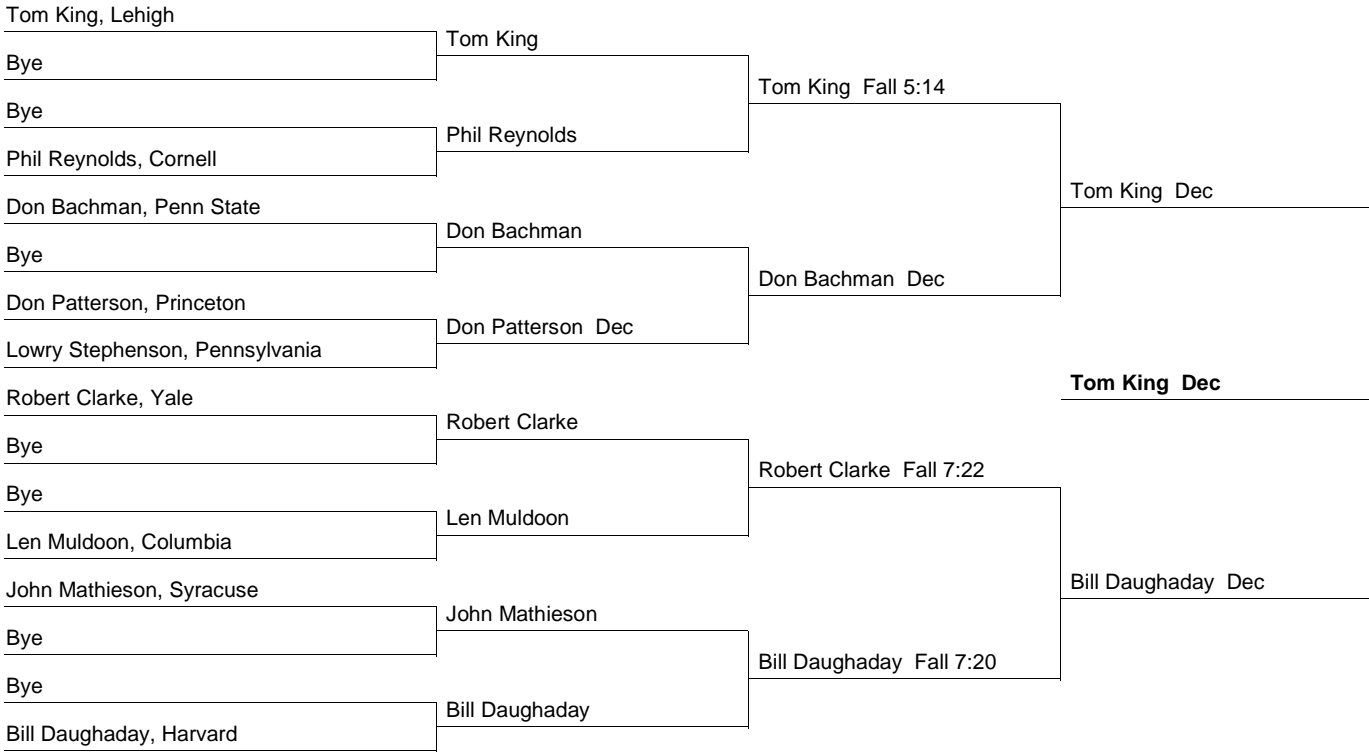 Tom King, Lehigh
Bye
Bye
Phil Reynolds, Cornell
Don Bachman, Penn State
Bye
Don Patterson, Princeton
Lowry Stephenson, Pennsylvania
Robert Clarke, Yale
Bye
Bye
Len Muldoon, Columbia
John Mathieson, Syracuse
Bye
Bye
Bill Daughaday, Harvard
Tom King
Phil Reynolds
Don Bachman
Don Patterson Dec
Robert Clarke
Len Muldoon
John Mathieson
Bill Daughaday
Tom King Fall 5:14
Don Bachman Dec
Robert Clarke Fall 7:22
Bill Daughaday Fall 7:20
Tom King Dec
Tom King Dec
Bill Daughaday Dec